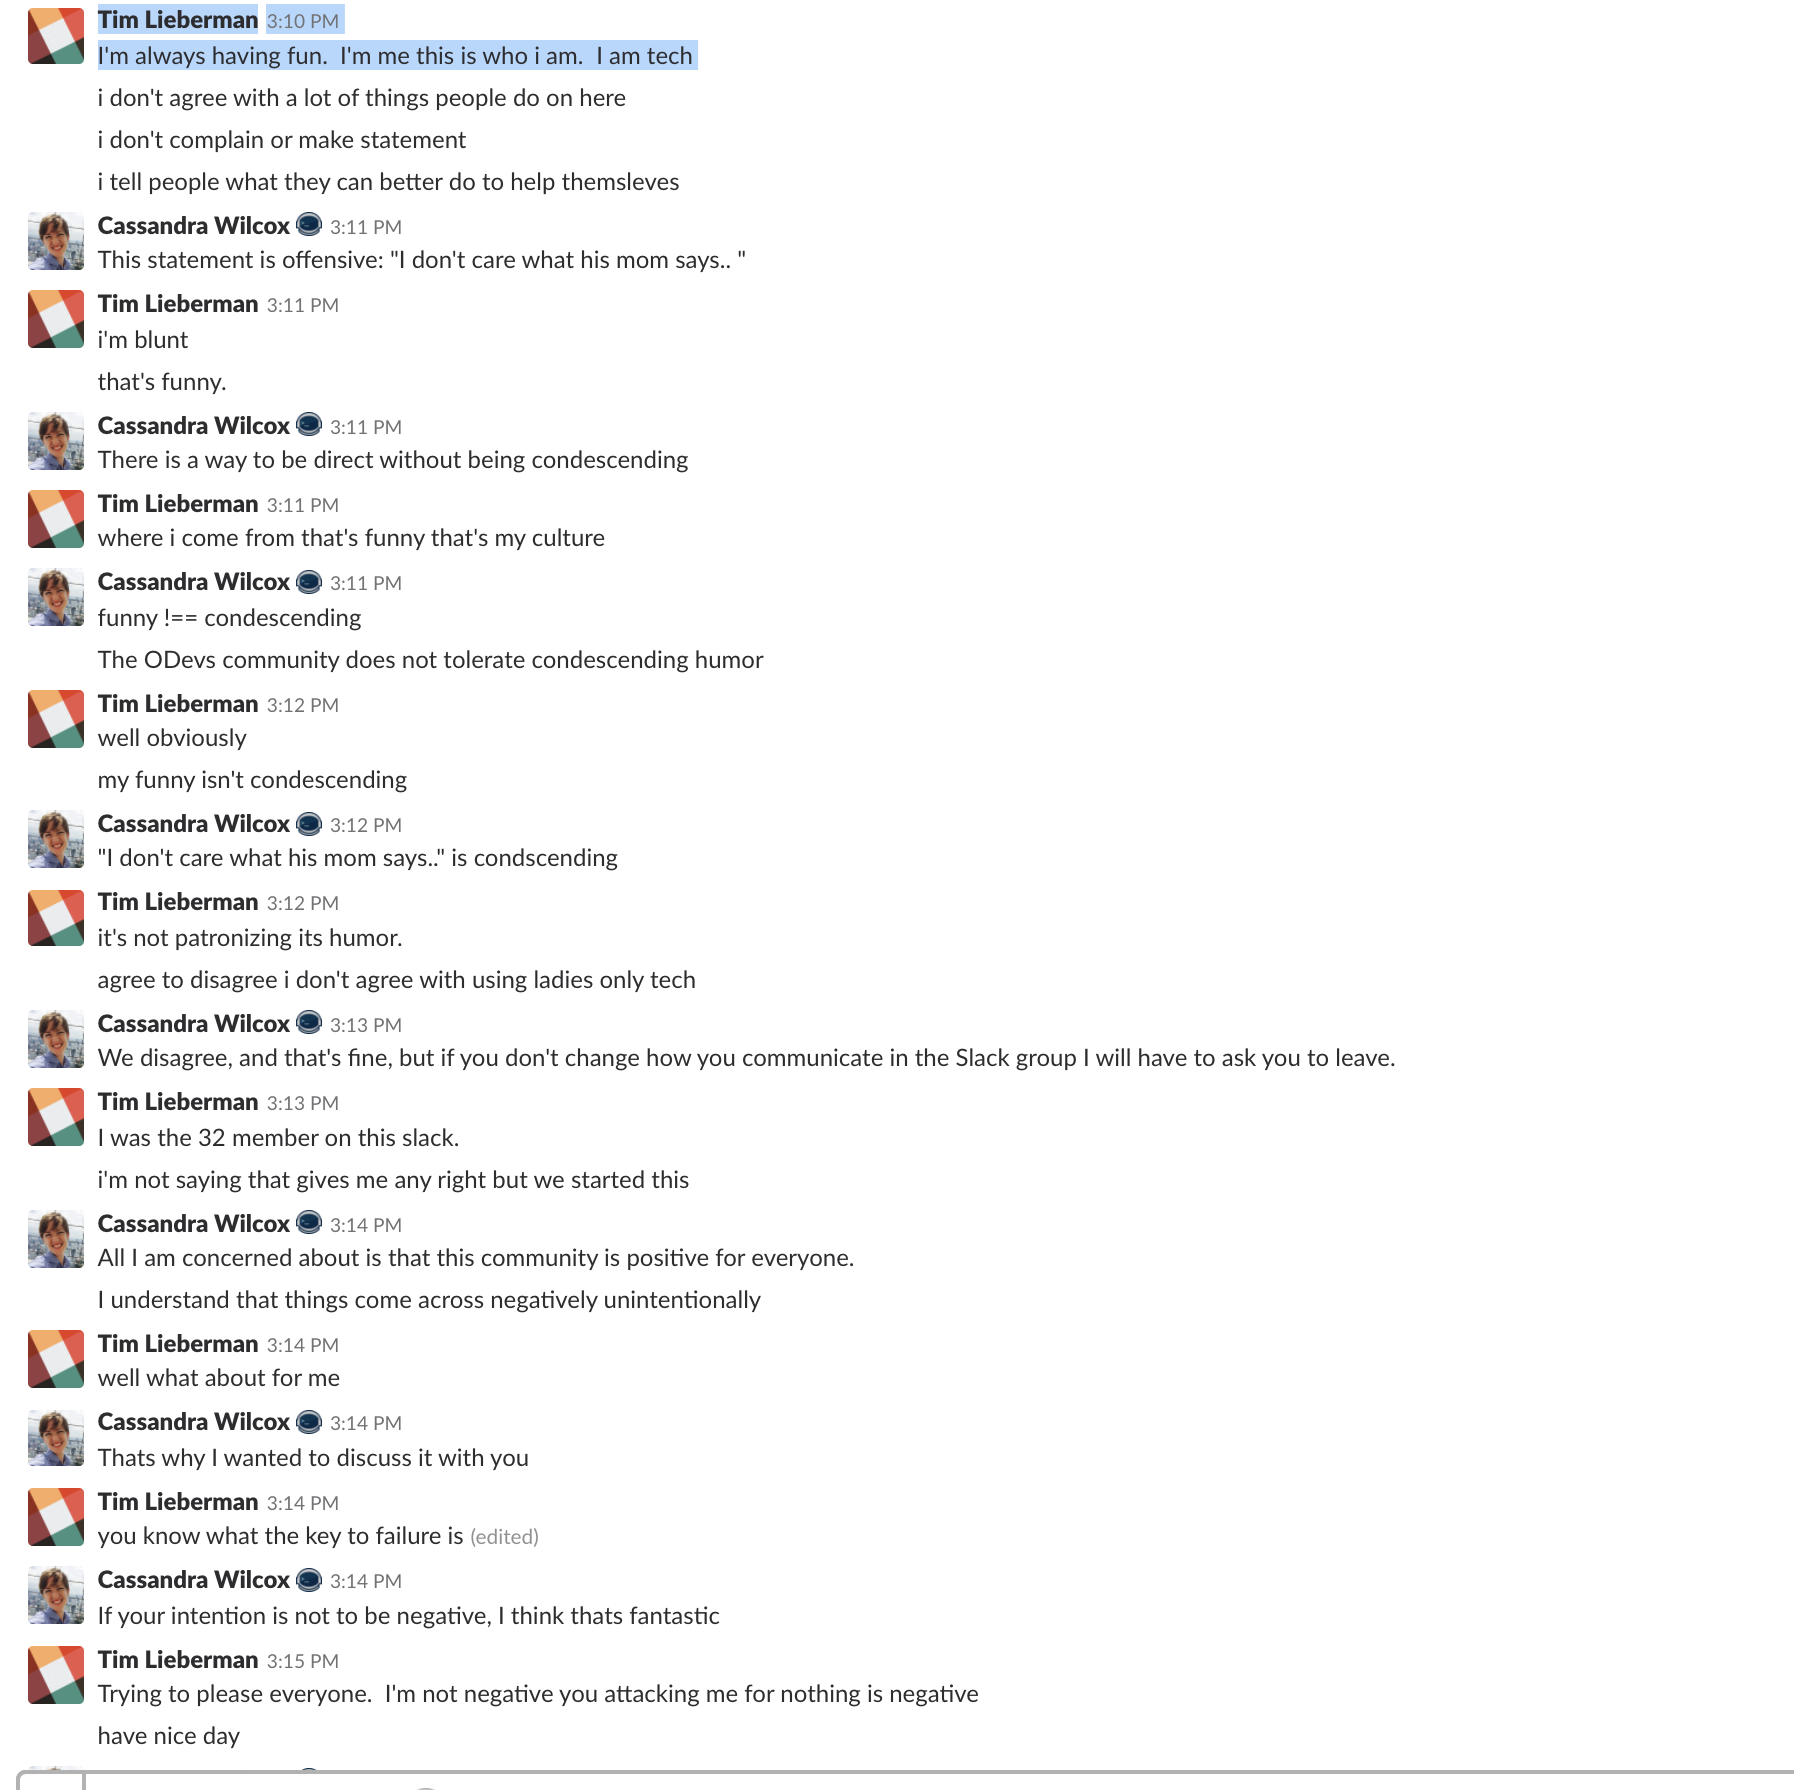 Tim Lieberman 3:10 PM
I'm always having fun.  I'm me this is who i am.  I am tech
i don't agree with a lot of things people do on here
i don't complain or make statement
i tell people what they can better do to help themsleves
Cassandra Wilcox 3:11 PM
This statement is offensive: "I don't care what his mom says.. "
Tim Lieberman 3:11 PM
i'm blunt
that's funny.
Cassandra Wilcox 3:11 PM
There is a way to be direct without being condescending
Tim Lieberman 3:11 PM
where i come from that's funny that's my culture
Cassandra Wilcox 3:11 PM
funny !== condescending
The ODevs community does not tolerate condescending humor
Tim Lieberman 3:12 PM
well obviously
my funny isn't condescending
Cassandra Wilcox 3:12 PM
"I don't care what his mom says.." is condscending
Tim Lieberman 3:12 PM
it's not patronizing its humor.
agree to disagree i don't agree with using ladies only tech
Cassandra Wilcox 3:13 PM
We disagree, and that's fine, but if you don't change how you communicate in the Slack group I will have to ask you to leave.
Tim Lieberman 3:13 PM
I was the 32 member on this slack.
i'm not saying that gives me any right but we started this
Cassandra Wilcox 3:14 PM
All I am concerned about is that this community is positive for everyone.
I understand that things come across negatively unintentionally
Tim Lieberman 3:14 PM
well what about for me
Cassandra Wilcox 3:14 PM
Thats why I wanted to discuss it with you
Tim Lieberman 3:14 PM
you know what the key to failure is (edited)
Cassandra Wilcox 3:14 PM
If your intention is not to be negative, I think thats fantastic
Tim Lieberman 3:15 PM
Trying to please everyone.  I'm not negative you attacking me for nothing is negative
have nice day